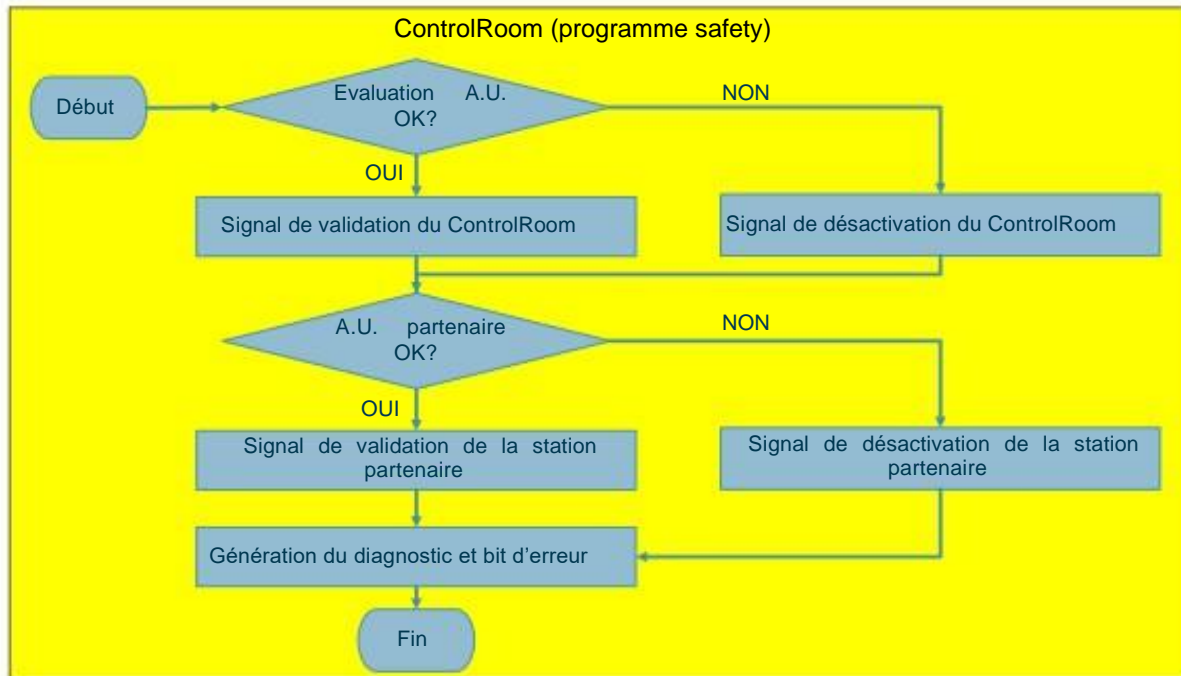 ControlRoom (programme safety)
Début
Evaluation A.U.
OK?
NON
OUI
Signal de validation du ControlRoom
Signal de désactivation du ControlRoom
A.U. partenaire
OK?
NON
OUI
Signal de validation de la station
partenaire
Signal de désactivation de la station
partenaire
Génération du diagnostic et bit d’erreur
Fin